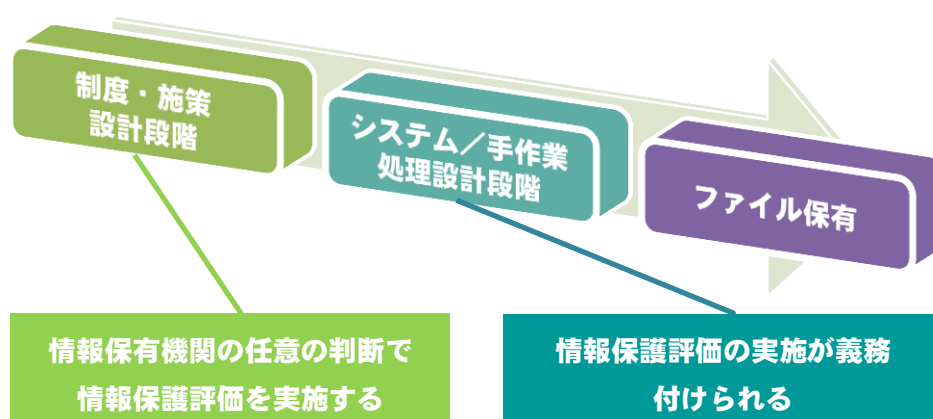 制度・施策
設計段階
システム／手作業
処理設計段階
ファイル保有
情報保有機関の任意の判断で
情報保護評価を実施する
情報保護評価の実施が義務
付けられる